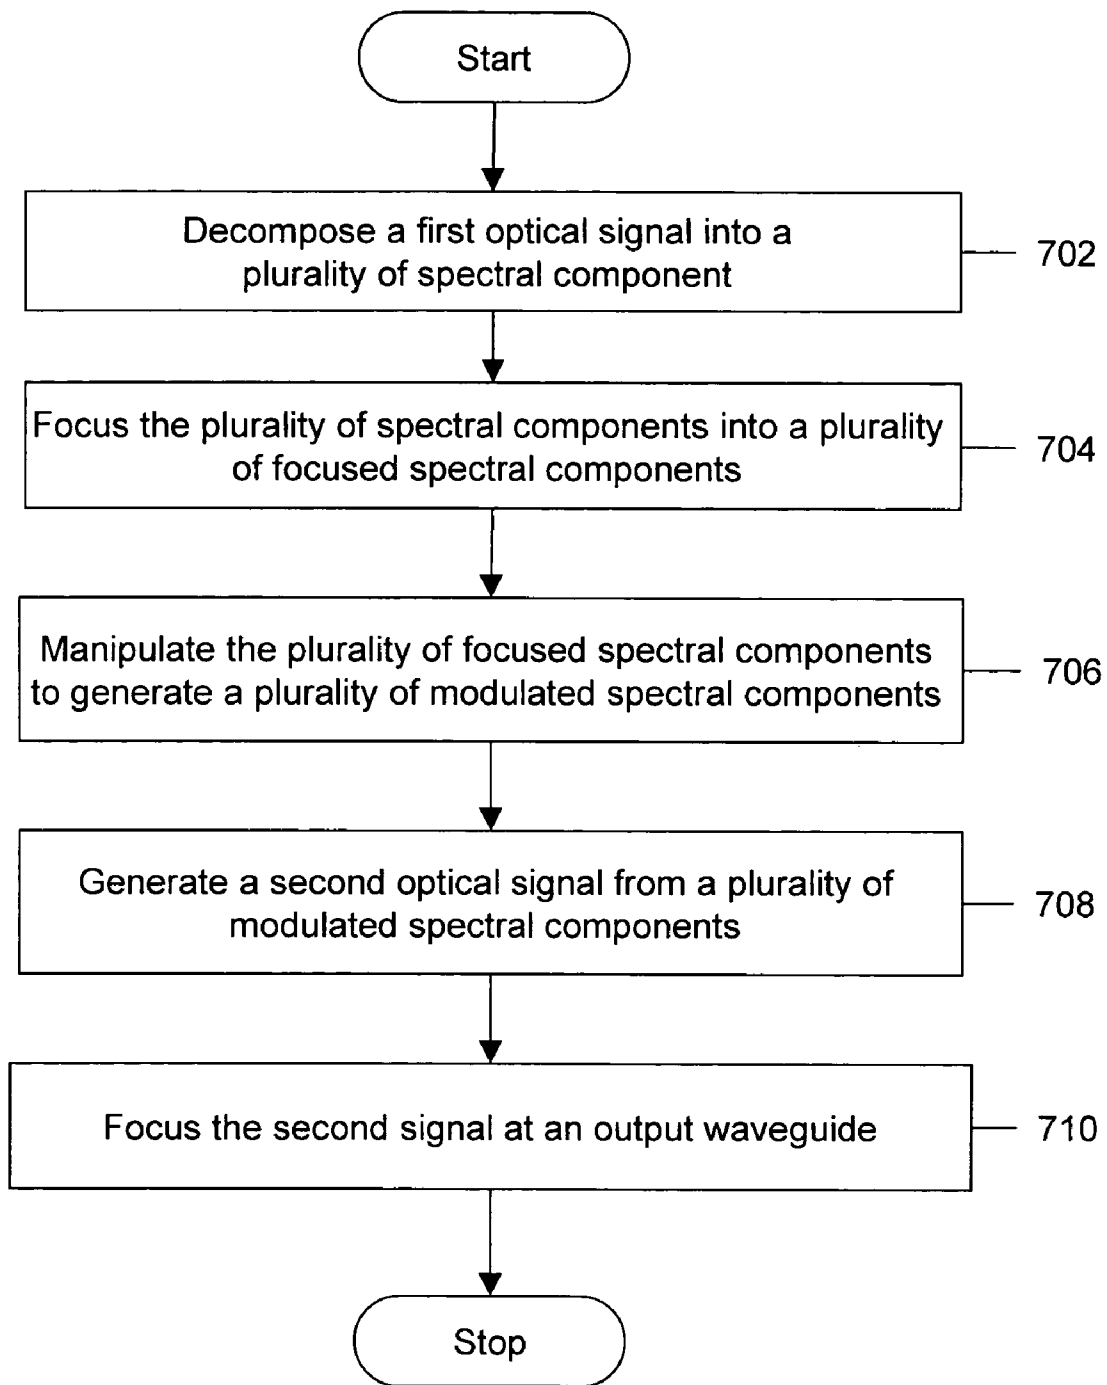 Start
Decompose a first optical signal into a
plurality of spectral component
702
Focus the plurality of spectral components into a plurality
of focused spectral components
704
Manipulate the plurality of focused spectral components
to generate a plurality of modulated spectral components
706
Generate a second optical signal from a plurality of
modulated spectral components
708
Focus the second signal at an output waveguide
710
Stop